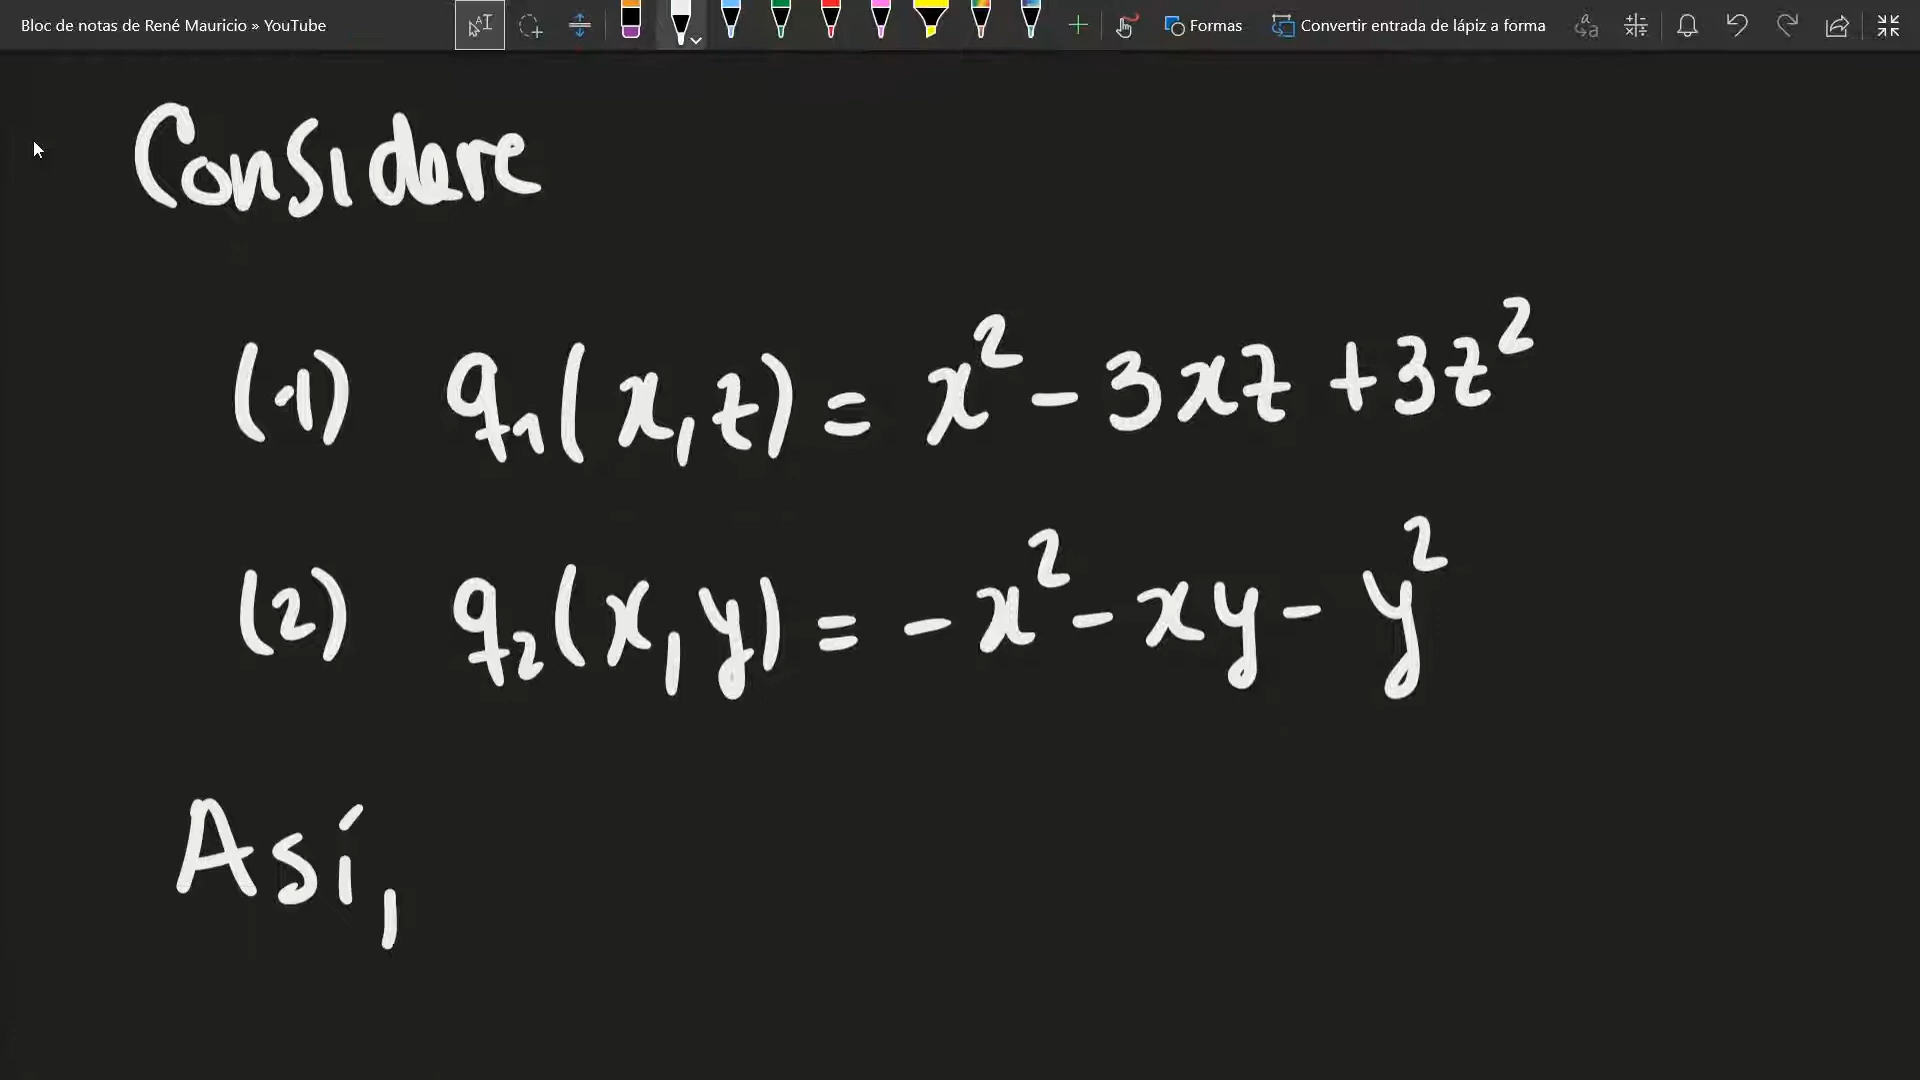 Bloc de notas de René Mauricio » YouTube Formas Convertir entrada de lápiz a forma
Considere
(1) q₁(x,z) = x² - 3xz + 3z²
(2) q₂(x,y) = -x² - xy - y²
Así,